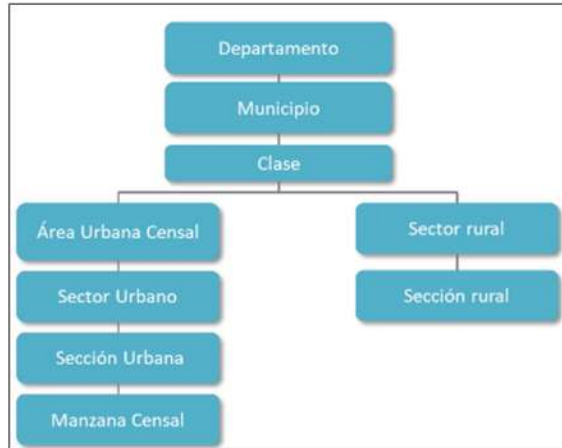 Departamento
Municipio
Clase
Área Urbana Censal
Sector rural
Sector Urbano
Sección rural
Sección Urbana
Manzana Censal